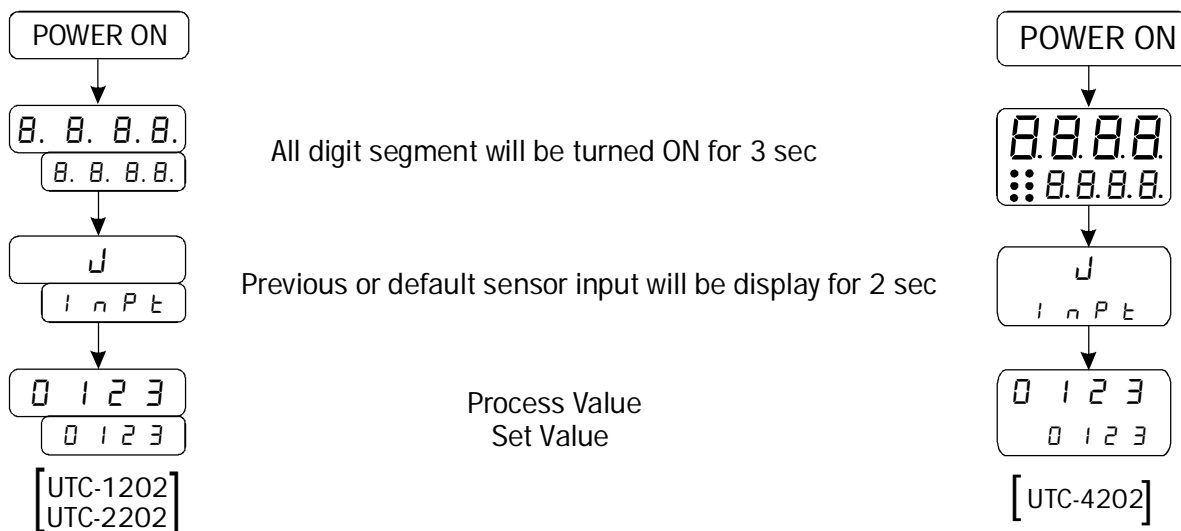 POWER ON
POWER ON
8. 8. 8.8.
8. 8. 8.8.
All digit segment will be turned ON for 3 sec
8.8.8.8.
8.8.8.8.
J
I n P t
Previous or default sensor input will be display for 2 sec
J
I n P t
0 1 2 3
0 1 2 3
Process Value
Set Value
0 1 2 3
0 1 2 3
[UTC-1202
UTC-2202]
[UTC-4202]